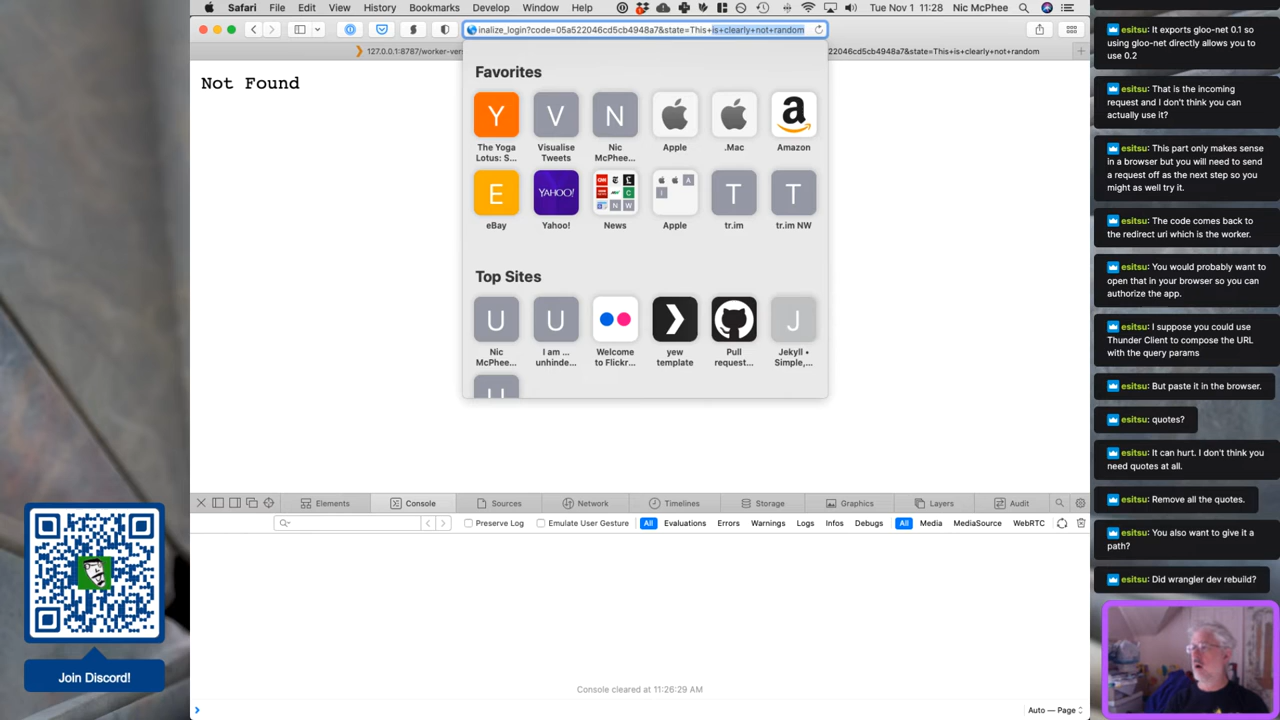 Safari File Edit View History Bookmarks Develop Window Help Tue Nov 1 11:28 Nic McPhee
inalize_login?code=05a522046cd5cb4948a7&state=This+is+clearly+not+random
127.0.0.1:8787/worker-ver
22046cd5cb4948a7&state=This+is+clearly+not+random
Not Found
Favorites
Y V N
The Yoga Lotus: S...
Visualise Tweets
Nic McPhee...
Apple
.Mac
Amazon
E YAHOO! T T
eBay
Yahoo!
News
Apple
tr.im
tr.im NW
Top Sites
U U J
Nic McPhee...
I am ... unhinde...
Welcome to Flickr...
yew template
Pull request...
Jekyll • Simple,...
U
Elements Console Sources Network Timelines Storage Graphics Layers Audit
Preserve Log Emulate User Gesture All Evaluations Errors Warnings Logs Infos Debugs All Media MediaSource WebRTC
Console cleared at 11:26:29 AM
Auto — Page
Join Discord!
esitsu: It exports gloo-net 0.1 so
using gloo-net directly allows you to
use 0.2
esitsu: That is the incoming
request and I don't think you can
actually use it?
esitsu: This part only makes sense
in a browser but you will need to send
a request off as the next step so you
might as well try it.
esitsu: The code comes back to
the redirect uri which is the worker.
esitsu: You would probably want to
open that in your browser so you can
authorize the app.
esitsu: I suppose you could use
Thunder Client to compose the URL
with the query params
esitsu: But paste it in the browser.
esitsu: quotes?
esitsu: It can hurt. I don't think you
need quotes at all.
esitsu: Remove all the quotes.
esitsu: You also want to give it a
path?
esitsu: Did wrangler dev rebuild?